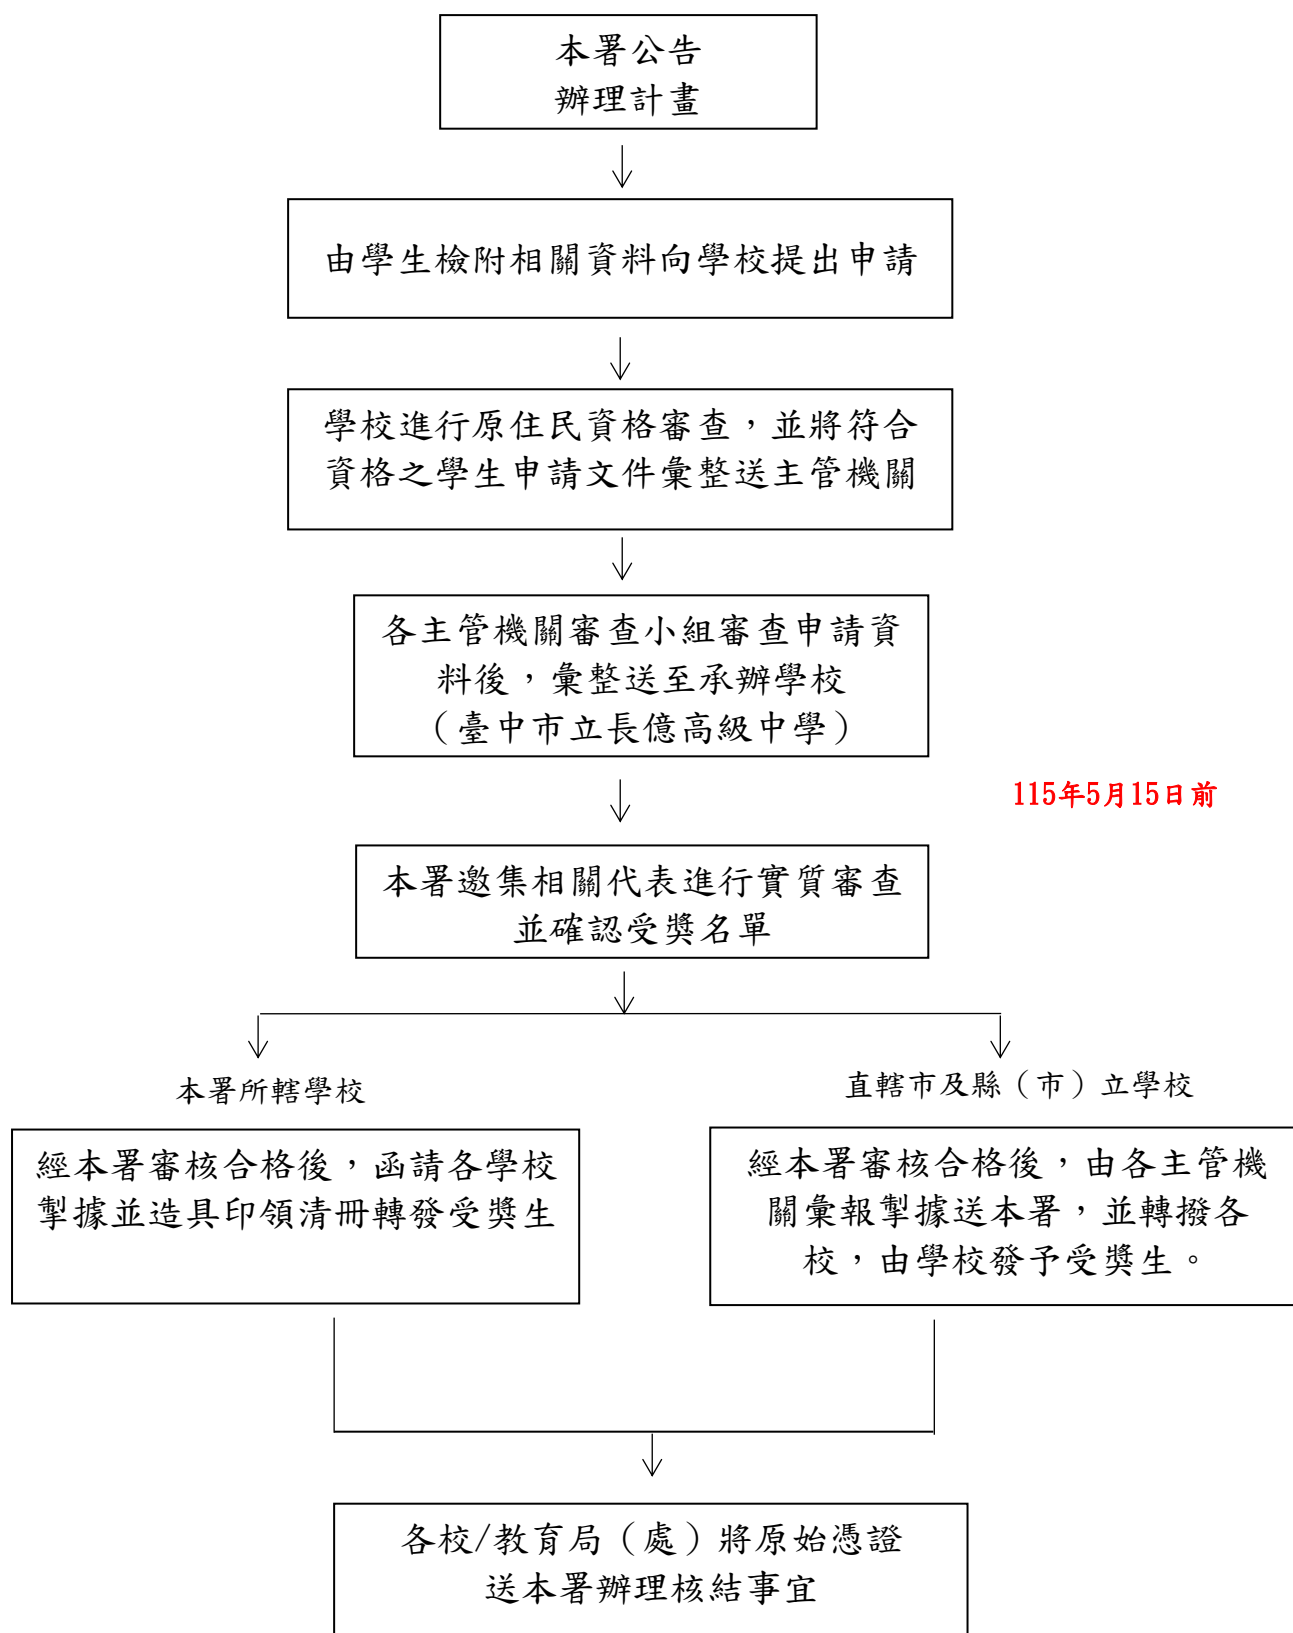 本署公告
辦理計畫
由學生檢附相關資料向學校提出申請
學校進行原住民資格審查，並將符合
資格之學生申請文件彙整送主管機關
各主管機關審查小組審查申請資
料後，彙整送至承辦學校
（臺中市立長億高級中學）
115年5月15日前
本署邀集相關代表進行實質審查
並確認受獎名單
本署所轄學校
直轄市及縣（市）立學校
經本署審核合格後，函請各學校
掣據並造具印領清冊轉發受獎生
經本署審核合格後，由各主管機
關彙報掣據送本署，並轉撥各
校，由學校發予受獎生。
各校/教育局（處）將原始憑證
送本署辦理核結事宜